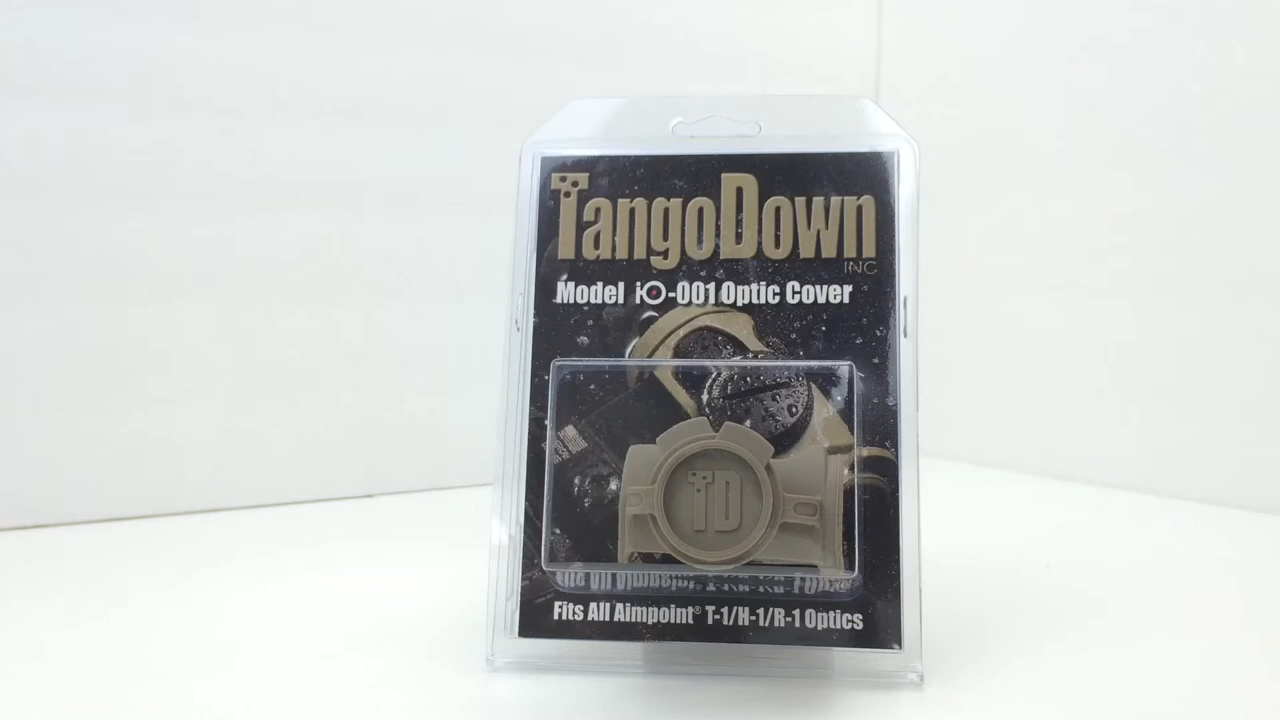 TangoDown
INC
Model iO-001 Optic Cover
TD
Fits All Aimpoint® T-1/H-1/R-1 Optics